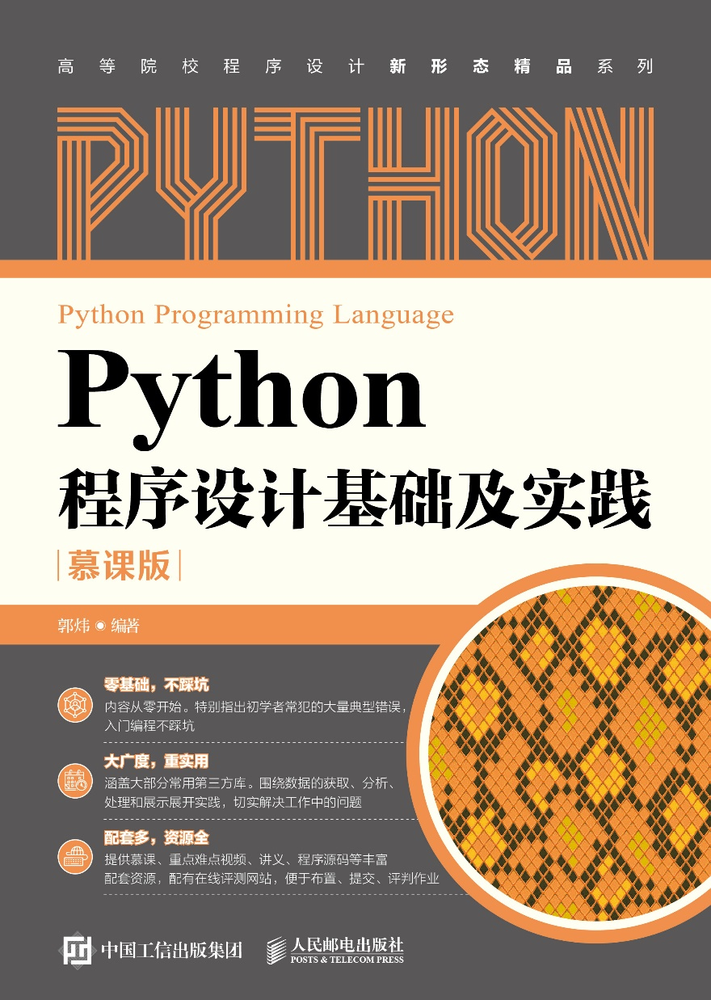 高等院校程序设计新形态精品系列
PYTHON
Python Programming Language
Python
程序设计基础及实践
慕课版
郭炜 ◉ 编著
零基础，不踩坑
内容从零开始。特别指出初学者常犯的大量典型错误，
入门编程不踩坑
大广度，重实用
涵盖大部分常用第三方库。围绕数据的获取、分析、
处理和展示展开实践，切实解决工作中的问题
配套多，资源全
提供慕课、重点难点视频、讲义、程序源码等丰富
配套资源，配有在线评测网站，便于布置、提交、评判作业
中国工信出版集团
人民邮电出版社
POSTS & TELECOM PRESS